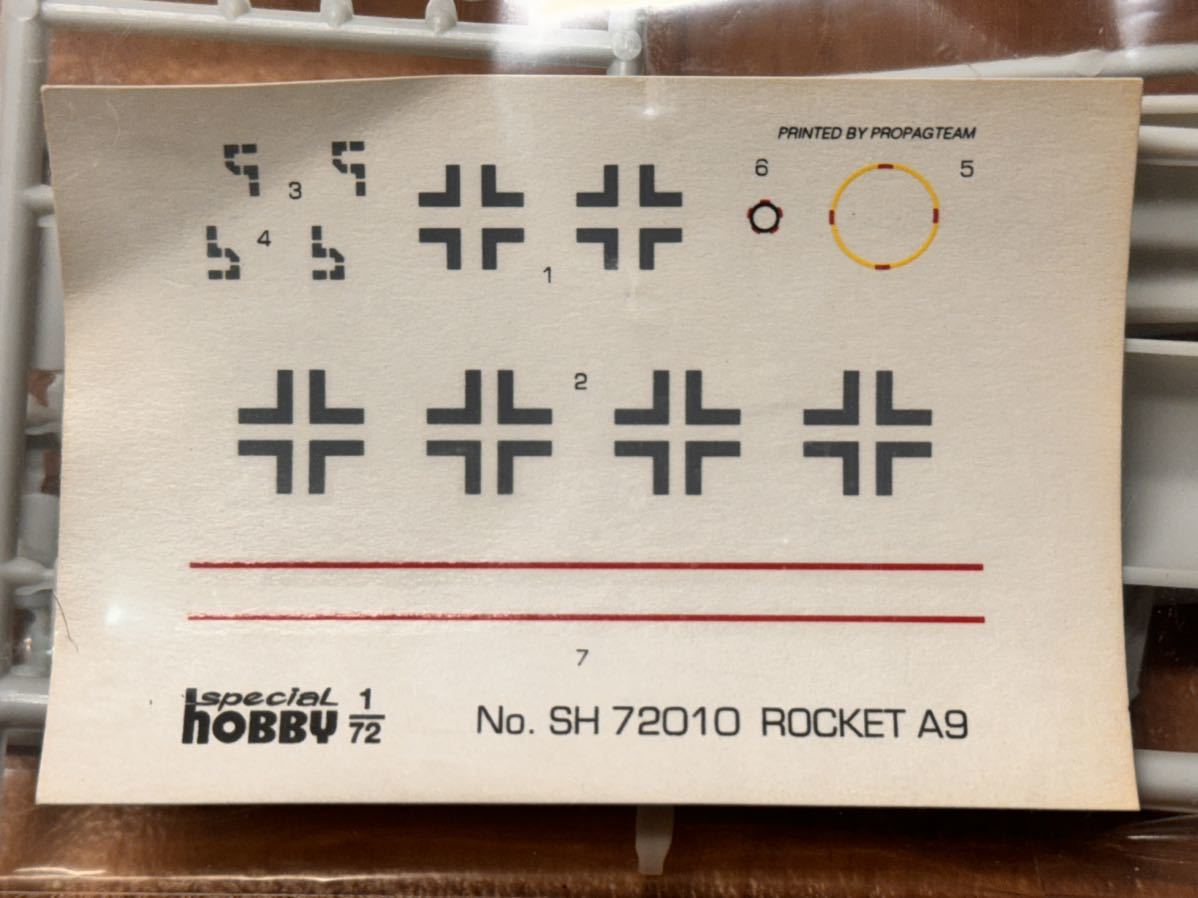 PRINTED BY PROPAGTEAM
6
5
3
4
1
2
7
special
hOBBY
1
72
No. SH 72010 ROCKET A9